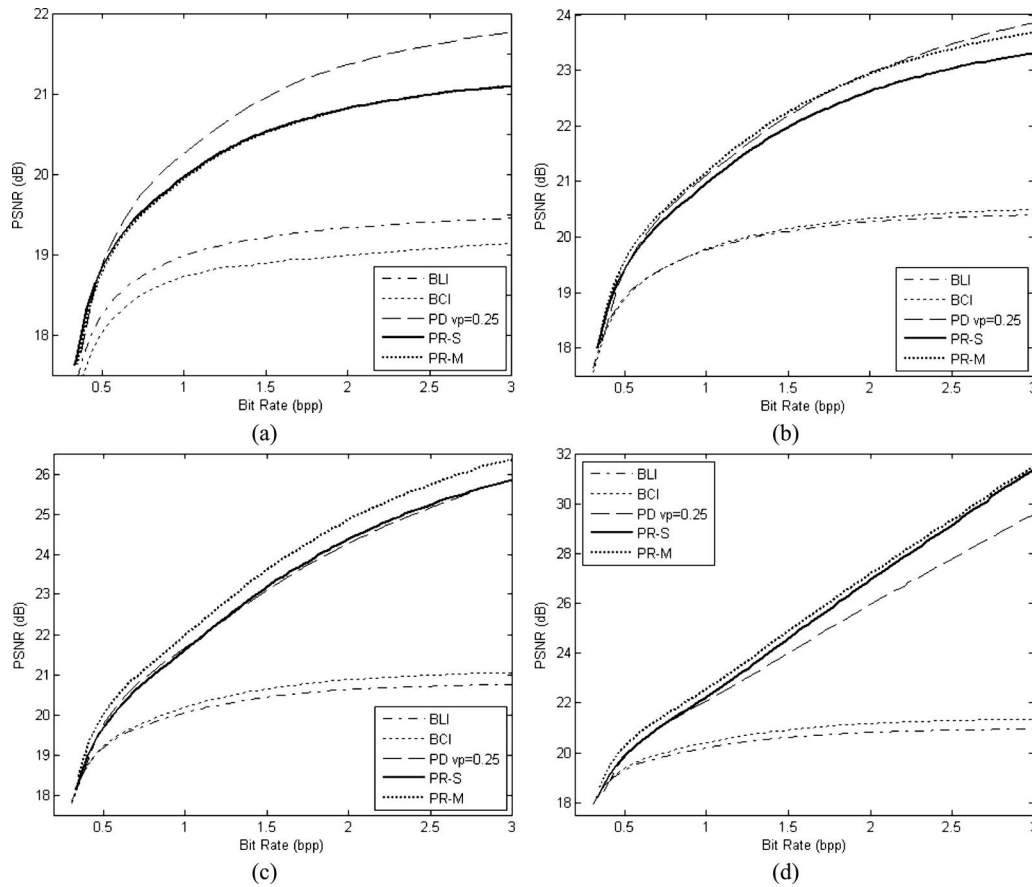 22
21
20
19
18
PSNR (dB)
0.5
1
1.5
2
2.5
3
Bit Rate (bpp)
BLI
BCI
PD vp=0.25
PR-S
PR-M
(a)
24
23
22
21
20
19
18
PSNR (dB)
0.5
1
1.5
2
2.5
3
Bit Rate (bpp)
BLI
BCI
PD vp=0.25
PR-S
PR-M
(b)
26
25
24
23
22
21
20
19
18
PSNR (dB)
0.5
1
1.5
2
2.5
3
Bit Rate (bpp)
BLI
BCI
PD vp=0.25
PR-S
PR-M
(c)
32
30
28
26
24
22
20
18
PSNR (dB)
0.5
1
1.5
2
2.5
3
Bit Rate (bpp)
BLI
BCI
PD vp=0.25
PR-S
PR-M
(d)